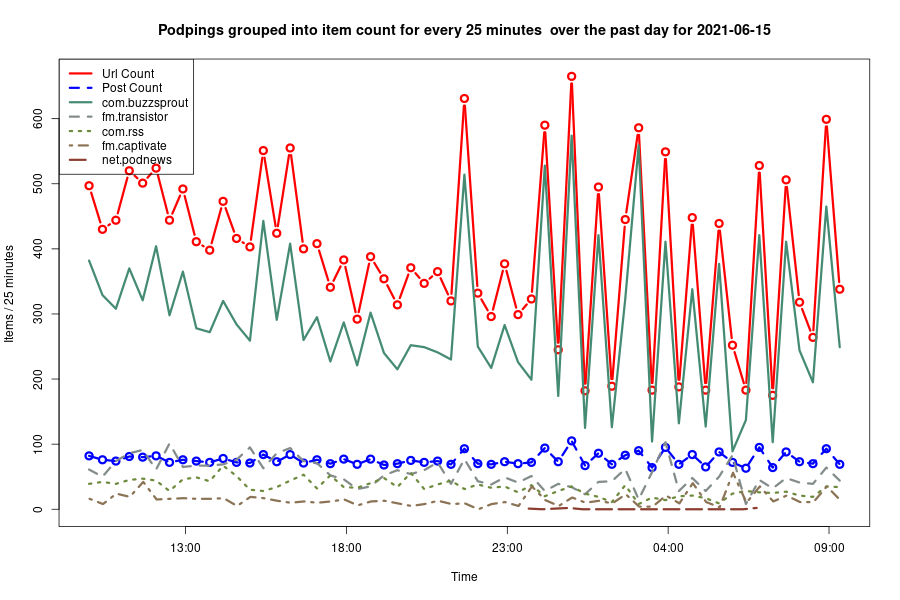 Podpings grouped into item count for every 25 minutes  over the past day for 2021-06-15
Url Count
Post Count
com.buzzsprout
fm.transistor
com.rss
fm.captivate
net.podnews
Items / 25 minutes
600
500
400
300
200
100
0
13:00 18:00 23:00 04:00 09:00
Time